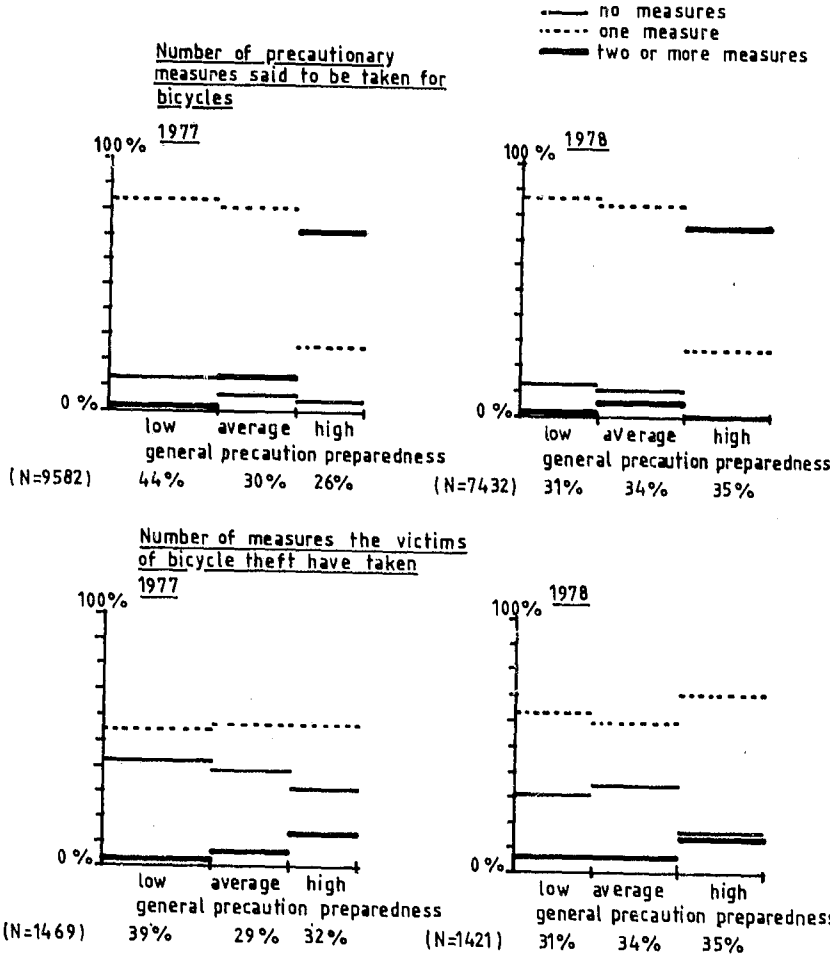 no measures
one measure
two or more measures
Number of precautionary
measures said to be taken for
bicycles
1977
100%
0%
low average high
general precaution preparedness
(N=9582) 44% 30% 26%
1978
100%
0%
low average high
general precaution preparedness
(N=7432) 31% 34% 35%
Number of measures the victims
of bicycle theft have taken
1977
100%
0%
low average high
general precaution preparedness
(N=1469) 39% 29% 32%
1978
100%
0%
low average high
general precaution preparedness
(N=1421) 31% 34% 35%